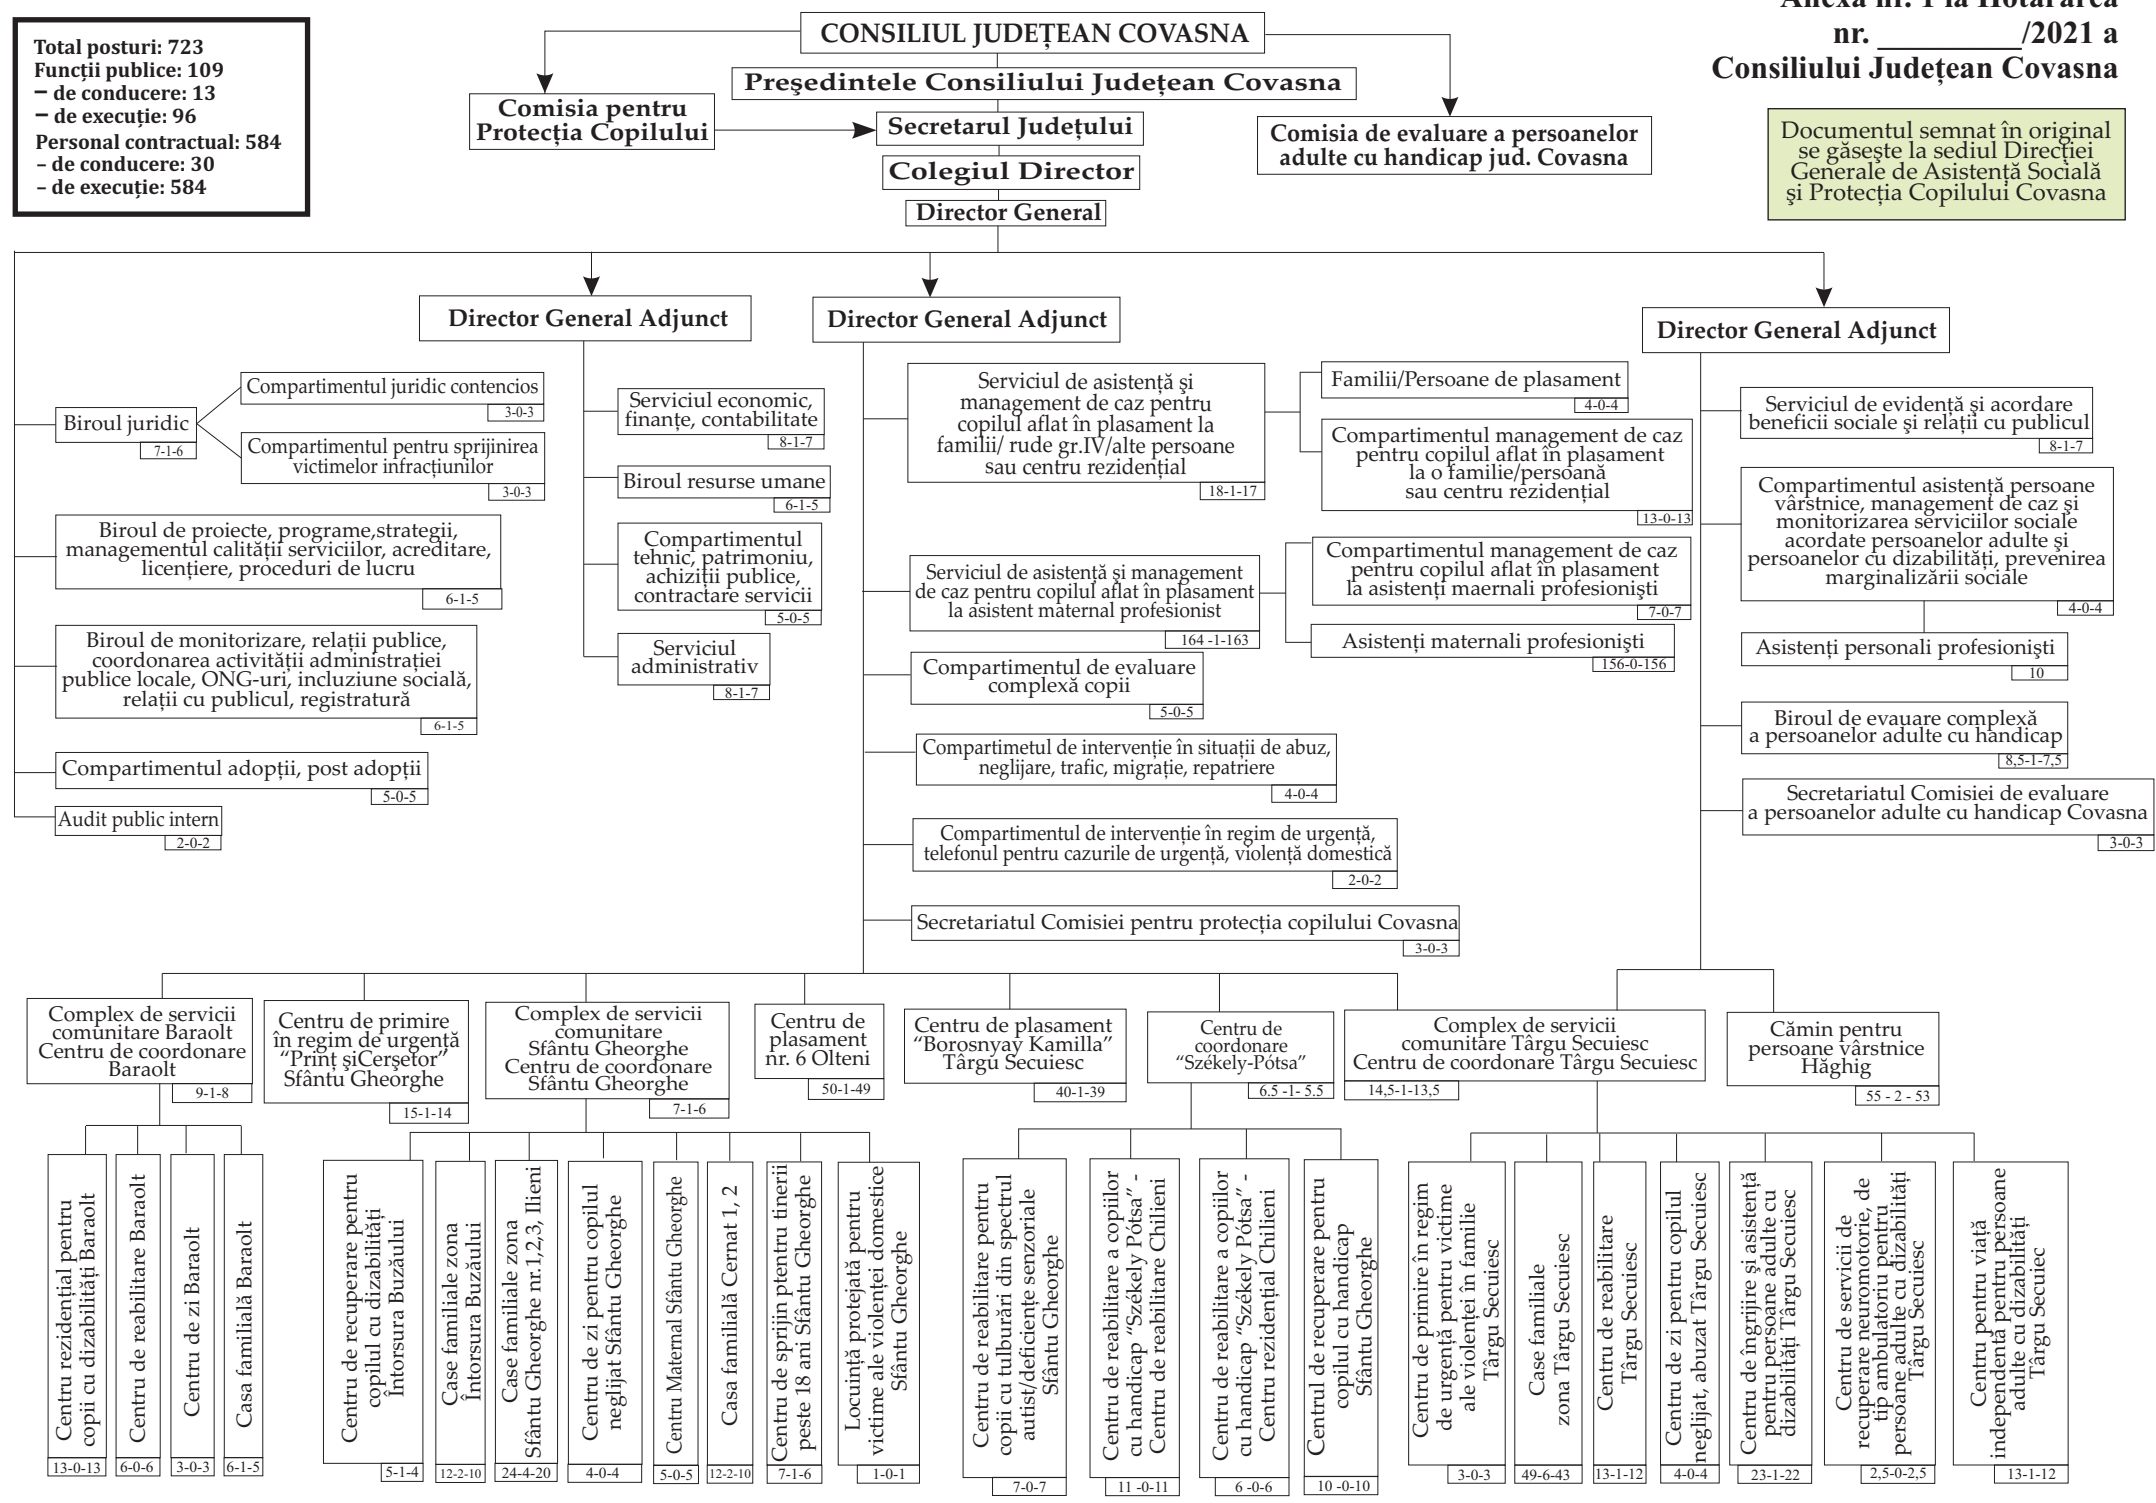 Total posturi: 723
Funcții publice: 109
– de conducere: 13
– de execuție: 96
Personal contractual: 584
– de conducere: 30
– de execuție: 584
CONSILIUL JUDEȚEAN COVASNA
Președintele Consiliului Județean Covasna
Comisia pentru
Protecția Copilului
Secretarul Județului
Colegiul Director
Director General
Comisia de evaluare a persoanelor
adulte cu handicap jud. Covasna
nr. __________/2021 a
Consiliului Județean Covasna
Documentul semnat în original
se găsește la sediul Direcției
Generale de Asistență Socială
și Protecția Copilului Covasna
Director General Adjunct
Director General Adjunct
Director General Adjunct
Biroul juridic
7-1-6
Compartimentul juridic contencios
3-0-3
Compartimentul pentru sprijinirea
victimelor infracțiunilor
3-0-3
Biroul de proiecte, programe,strategii,
managementul calității serviciilor, acreditare,
licențiere, proceduri de lucru
6-1-5
Biroul de monitorizare, relații publice,
coordonarea activității administrației
publice locale, ONG-uri, incluziune socială,
relații cu publicul, registratură
6-1-5
Compartimentul adopții, post adopții
5-0-5
Audit public intern
2-0-2
Serviciul economic,
finanțe, contabilitate
8-1-7
Biroul resurse umane
6-1-5
Compartimentul
tehnic, patrimoniu,
achiziții publice,
contractare servicii
5-0-5
Serviciul
administrativ
8-1-7
Serviciul de asistență și
management de caz pentru
copilul aflat în plasament la
familii/ rude gr.IV/alte persoane
sau centru rezidențial
18-1-17
Familii/Persoane de plasament
4-0-4
Compartimentul management de caz
pentru copilul aflat în plasament
la o familie/persoană
sau centru rezidențial
13-0-13
Serviciul de asistență și management
de caz pentru copilul aflat în plasament
la asistent maternal profesionist
164 -1-163
Compartimentul management de caz
pentru copilul aflat în plasament
la asistenți maernali profesioniști
7-0-7
Asistenți maternali profesioniști
156-0-156
Compartimentul de evaluare
complexă copii
5-0-5
Compartimetul de intervenție în situații de abuz,
neglijare, trafic, migrație, repatriere
4-0-4
Compartimentul de intervenție în regim de urgență,
telefonul pentru cazurile de urgență, violență domestică
2-0-2
Secretariatul Comisiei pentru protecția copilului Covasna
3-0-3
Serviciul de evidență și acordare
beneficii sociale și relații cu publicul
8-1-7
Compartimentul asistență persoane
vârstnice, management de caz și
monitorizarea serviciilor sociale
acordate persoanelor adulte și
persoanelor cu dizabilități, prevenirea
marginalizării sociale
4-0-4
Asistenți personali profesioniști
10
Biroul de evauare complexă
a persoanelor adulte cu handicap
8,5-1-7,5
Secretariatul Comisiei de evaluare
a persoanelor adulte cu handicap Covasna
3-0-3
Complex de servicii
comunitare Baraolt
Centru de coordonare
Baraolt
9-1-8
Centru de primire
în regim de urgență
“Prinț șiCerșetor”
Sfântu Gheorghe
15-1-14
Complex de servicii
comunitare
Sfântu Gheorghe
Centru de coordonare
Sfântu Gheorghe
7-1-6
Centru de
plasament
nr. 6 Olteni
50-1-49
Centru de plasament
“Borosnyay Kamilla”
Târgu Secuiesc
40-1-39
Centru de
coordonare
“Székely-Pótsa”
6.5 -1- 5.5
Complex de servicii
comunitare Târgu Secuiesc
Centru de coordonare Târgu Secuiesc
14,5-1-13,5
Cămin pentru
persoane vârstnice
Hăghig
55 - 2 - 53
Centru rezidențial pentru
copii cu dizabilități Baraolt
13-0-13
Centru de reabilitare Baraolt
6-0-6
Centru de zi Baraolt
3-0-3
Casa familială Baraolt
6-1-5
Centru de recuperare pentru
copilul cu dizabilități
Întorsura Buzăului
5-1-4
Case familiale zona
Întorsura Buzăului
12-2-10
Case familiale zona
Sfântu Gheorghe nr.1,2,3, Ilieni
24-4-20
Centru de zi pentru copilul
neglijat Sfântu Gheorghe
4-0-4
Centru Maternal Sfântu Gheorghe
5-0-5
Casa familială Cernat 1, 2
12-2-10
Centru de sprijin ptentru tinerii
peste 18 ani Sfântu Gheorghe
7-1-6
Locuință protejată pentru
victime ale violenței domestice
Sfântu Gheorghe
1-0-1
Centru de reabilitare pentru
copii cu tulburări din spectrul
autist/deficiențe senzoriale
Sfântu Gheorghe
7-0-7
Centru de reabilitare a copiilor
cu handicap “Székely Pótsa” -
Centru de reabilitare Chilieni
11 -0-11
Centru de reabilitare a copiilor
cu handicap “Székely Pótsa” -
Centru rezidențial Chilieni
6 -0-6
Centrul de recuperare pentru
copilul cu handicap
Sfântu Gheorghe
10 -0-10
Centru de primire în regim
de urgență pentru victime
ale violenței în familie
Târgu Secuiesc
3-0-3
Case familiale
zona Târgu Secuiesc
49-6-43
Centru de reabilitare
Târgu Secuiesc
13-1-12
Centru de zi pentru copilul
neglijat, abuzat Târgu Secuiesc
4-0-4
Centru de îngrijire și asistență
pentru persoane adulte cu
dizabilități Târgu Secuiesc
23-1-22
Centru de servicii de
recuperare neuromotorie, de
tip ambulatoriu pentru
persoane adulte cu dizabilități
Târgu Secuiesc
2,5-0-2,5
Centru pentru viață
independentă pentru persoane
adulte cu dizabilități
Târgu Secuiec
13-1-12